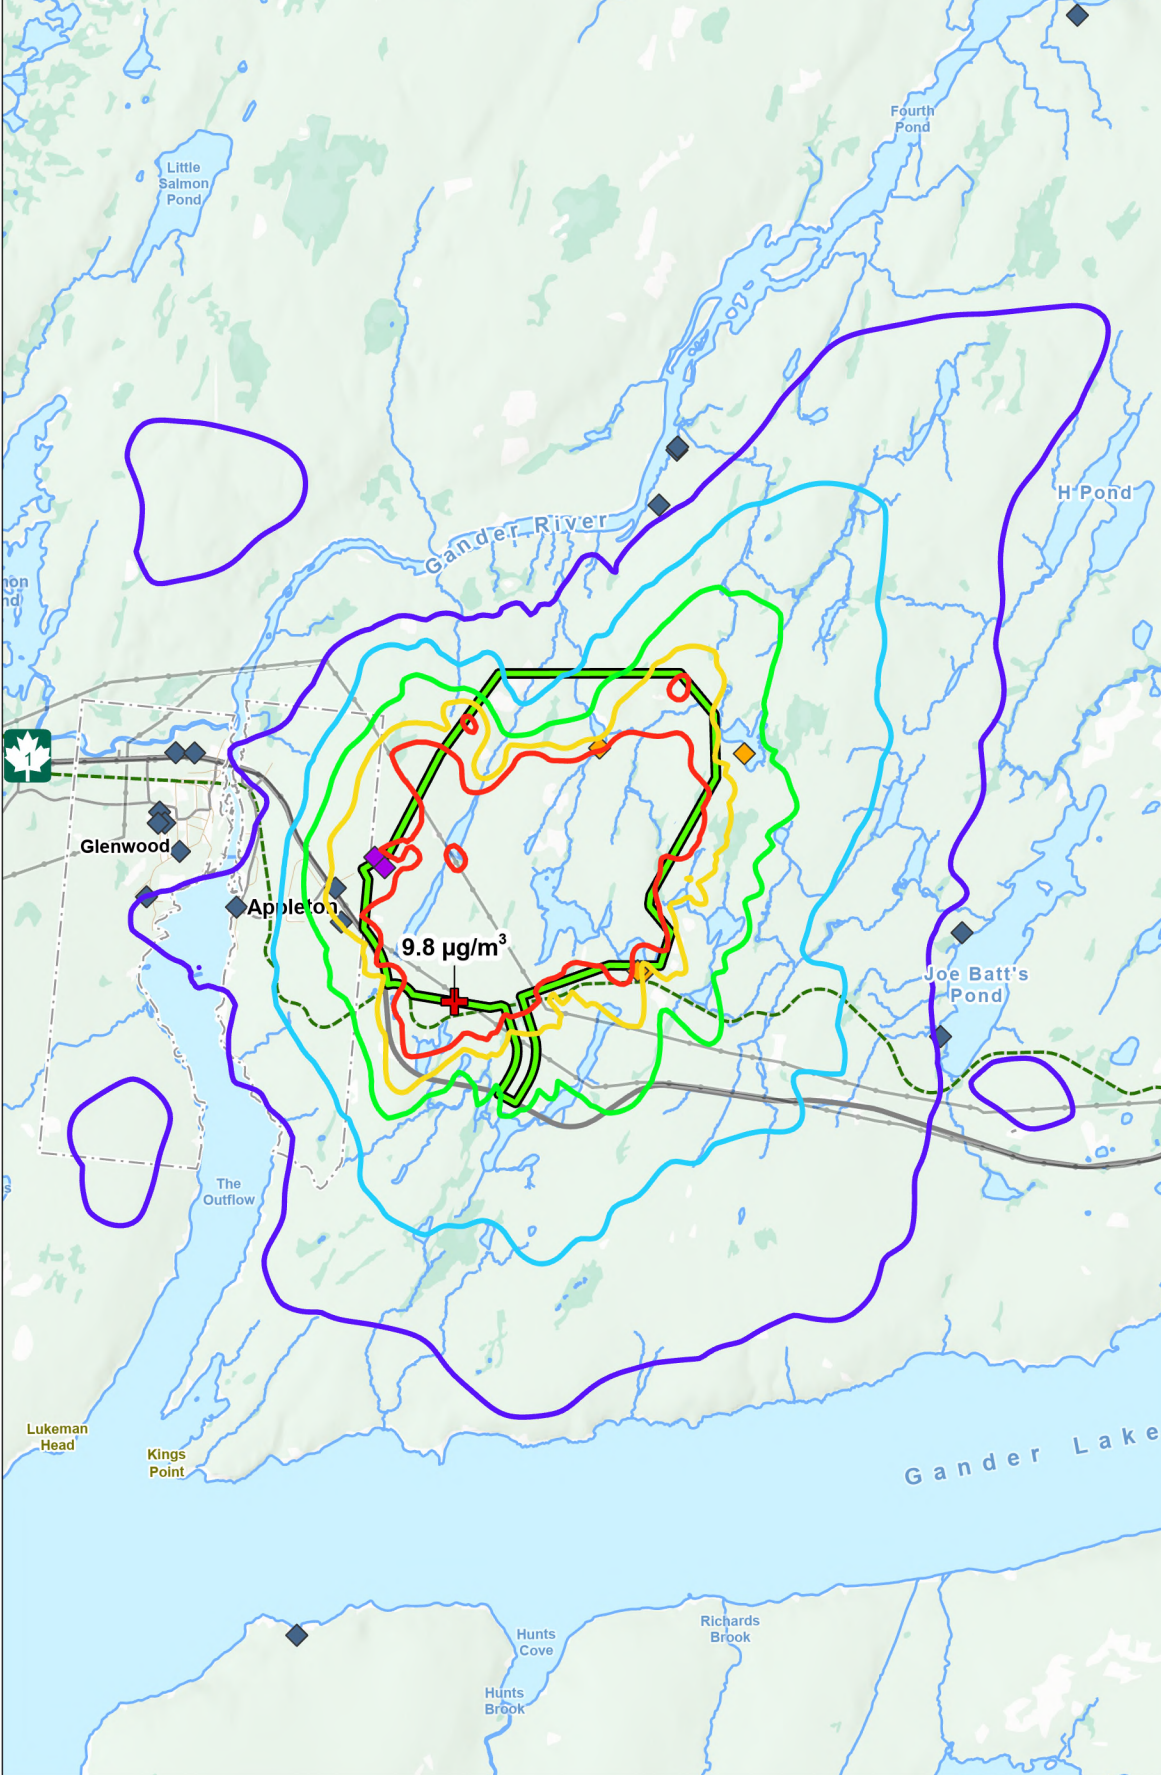 Fourth
Pond
Little
Salmon
Pond
H Pond
Gander River
1
Glenwood
Appleton
9.8 µg/m³
Joe Batt's
Pond
The
Outflow
Lukeman
Head
Kings
Point
Gander Lake
Hunts
Cove
Richards
Brook
Hunts
Brook